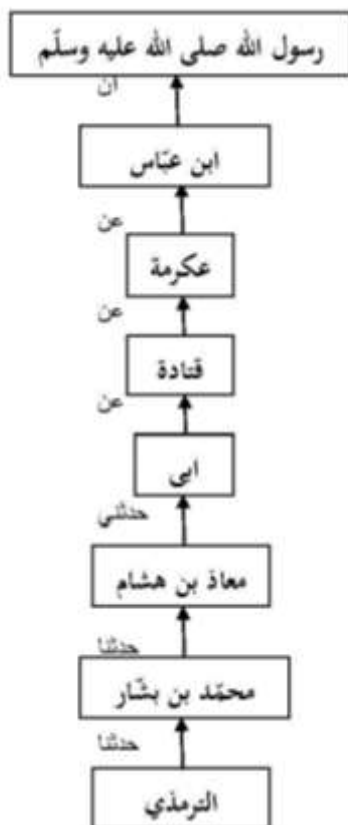 رسول الله صلى الله عليه وسلّم
ان
ابن عبّاس
عن
عكرمة
عن
قتادة
عن
ابى
حدثني
معاذ بن هشام
حدثنا
محمّد بن بشّار
حدثنا
الترمذي